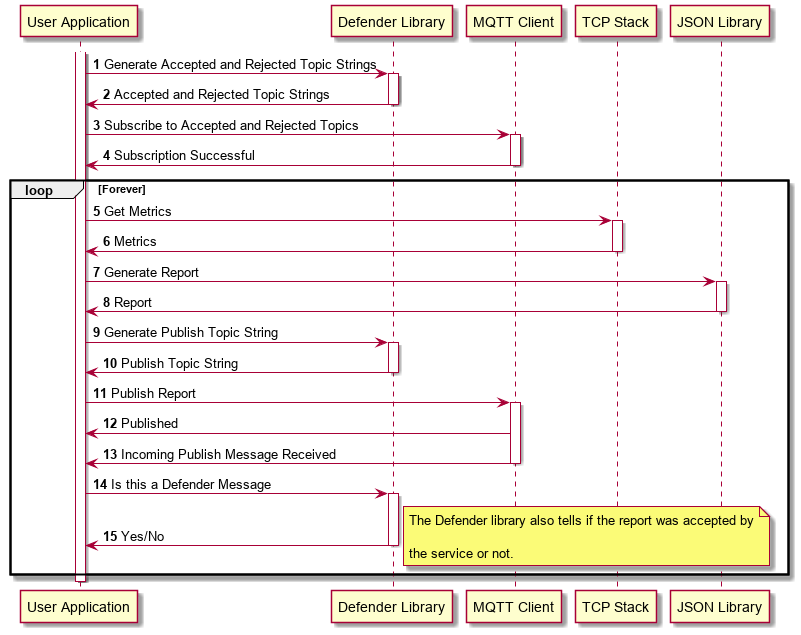 User Application
Defender Library
MQTT Client
TCP Stack
JSON Library
1 Generate Accepted and Rejected Topic Strings
2 Accepted and Rejected Topic Strings
3 Subscribe to Accepted and Rejected Topics
4 Subscription Successful
loop
[Forever]
5 Get Metrics
6 Metrics
7 Generate Report
8 Report
9 Generate Publish Topic String
10 Publish Topic String
11 Publish Report
12 Published
13 Incoming Publish Message Received
14 Is this a Defender Message
The Defender library also tells if the report was accepted by
15 Yes/No
the service or not.
User Application
Defender Library
MQTT Client
TCP Stack
JSON Library